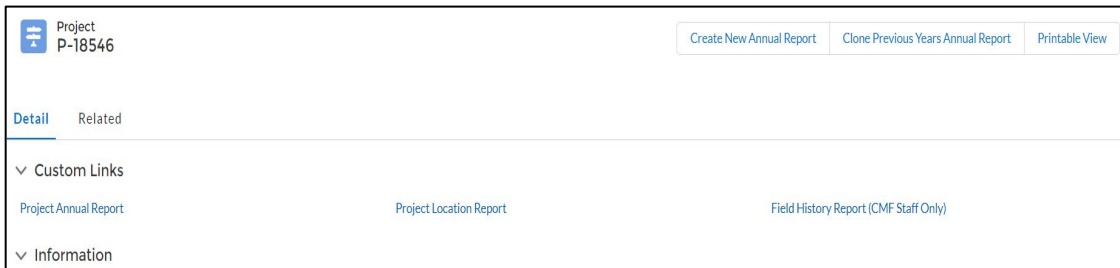 Project
P-18546
Create New Annual Report Clone Previous Years Annual Report Printable View
Detail Related
Custom Links
Project Annual Report Project Location Report Field History Report (CMF Staff Only)
Information